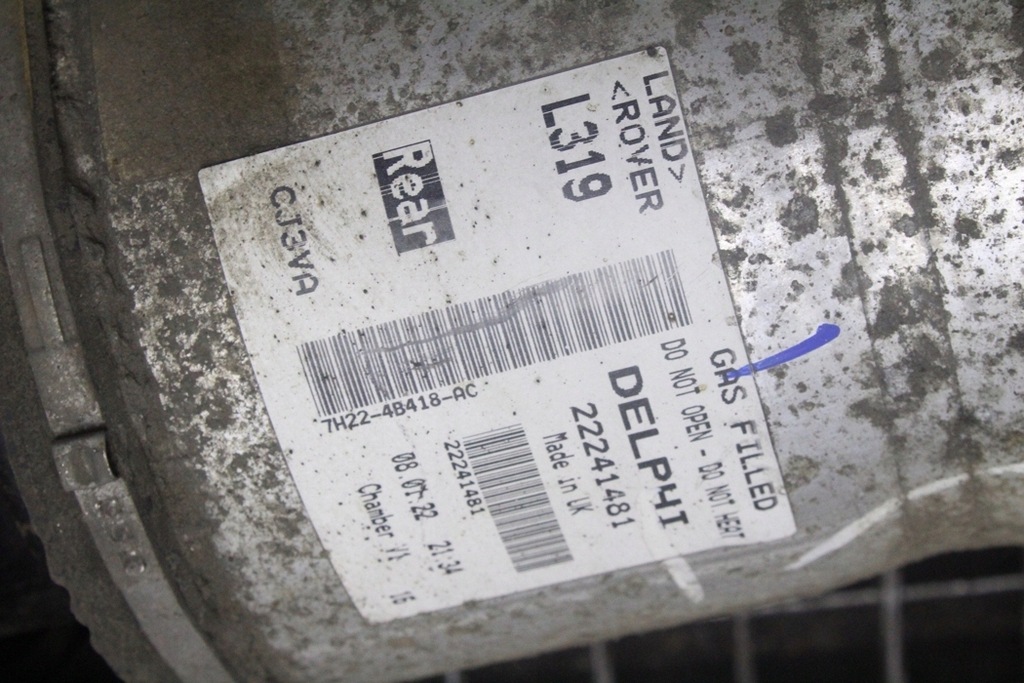 <LAND>
<ROVER
L319
Rear
CJ3VA
7H22-4B418-AC
GAS FILLED
DO NOT OPEN - DO NOT HEAT
DELPHI
22241481
Made in UK
22241481
08.07.22 21:34
Chamber 16